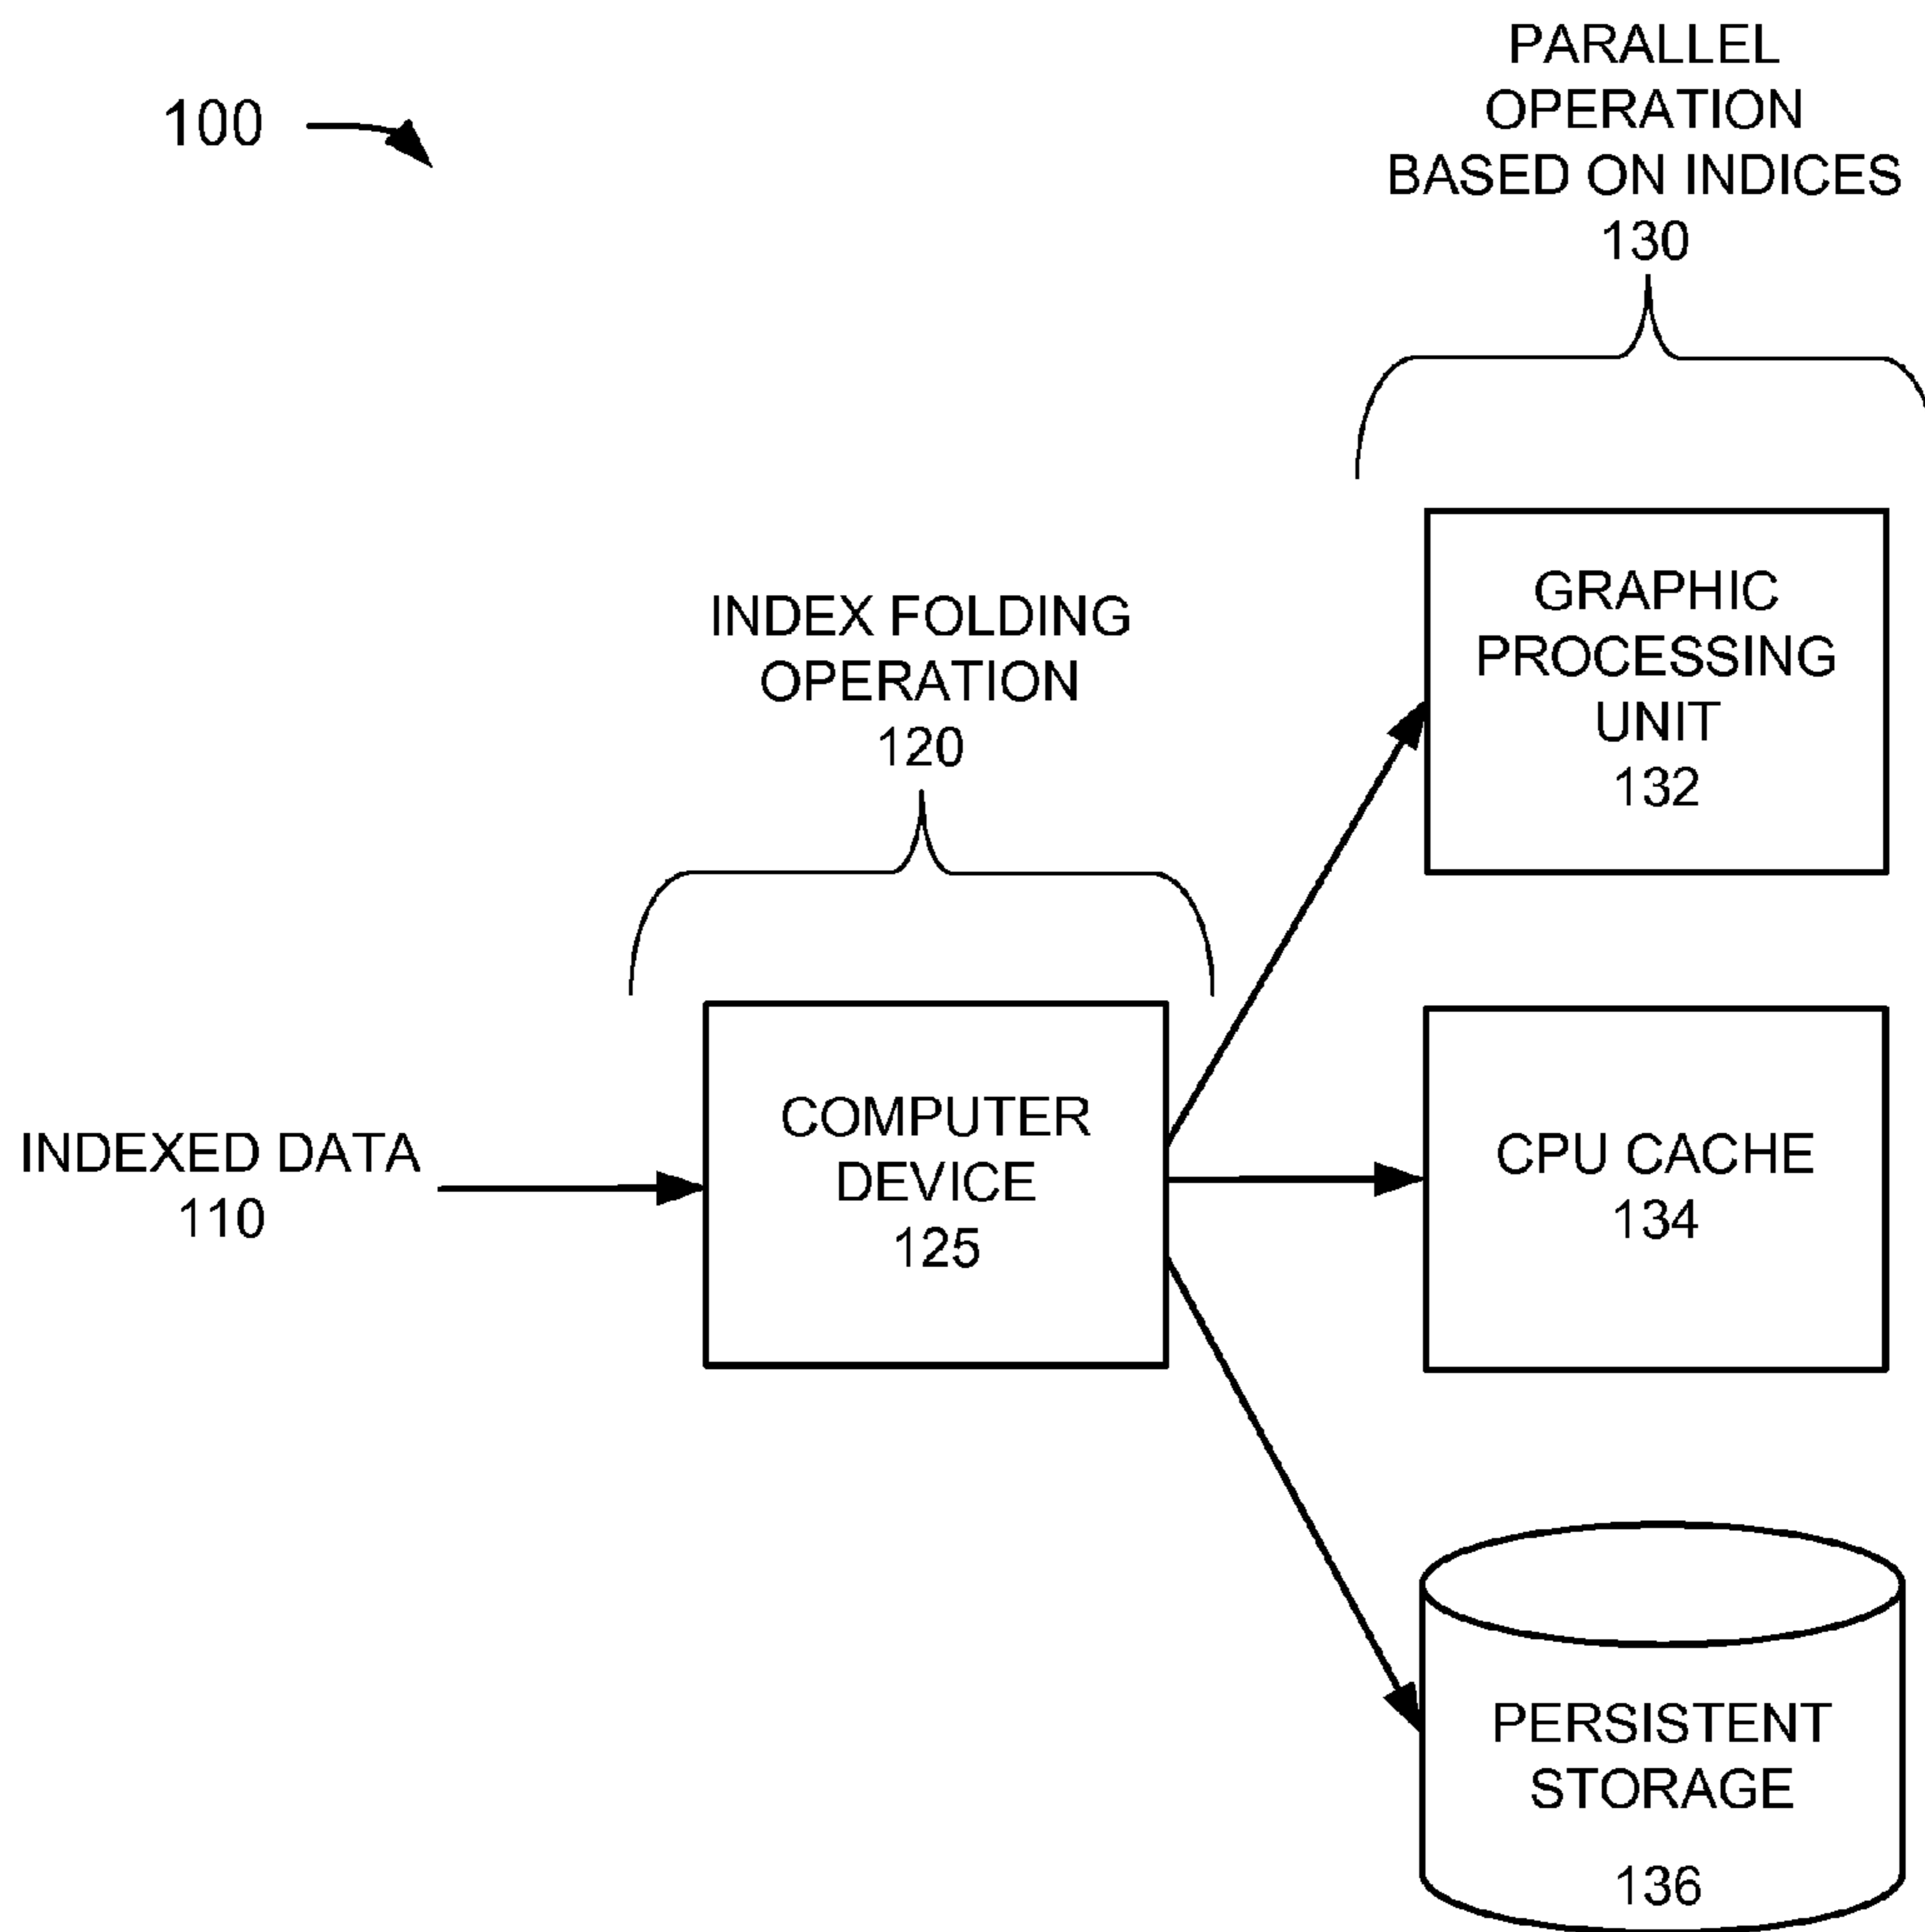 100
PARALLEL
OPERATION
BASED ON INDICES
130
INDEX FOLDING
OPERATION
120
GRAPHIC
PROCESSING
UNIT
132
INDEXED DATA
110
COMPUTER
DEVICE
125
CPU CACHE
134
PERSISTENT
STORAGE
136